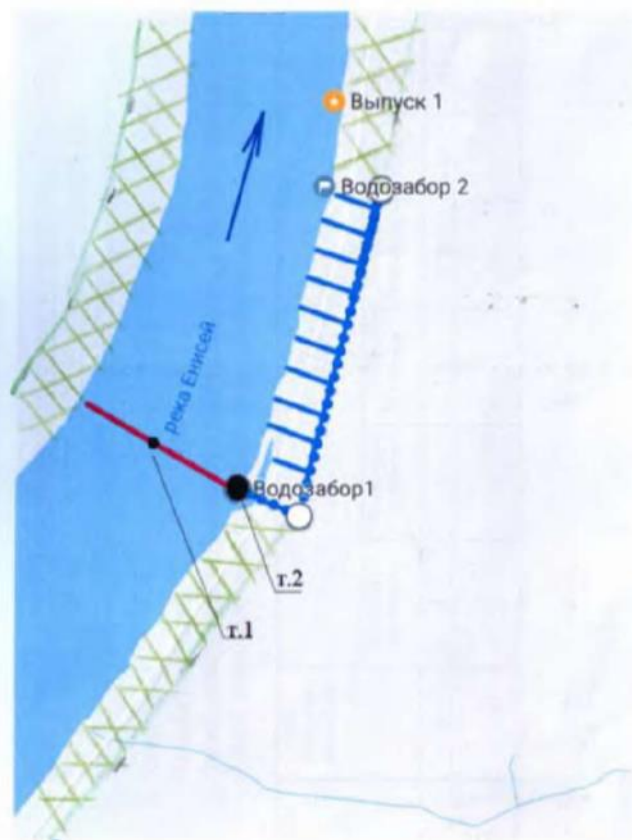 Выпуск 1
Водозабор 2
река Енисей
Водозабор1
т.2
т.1